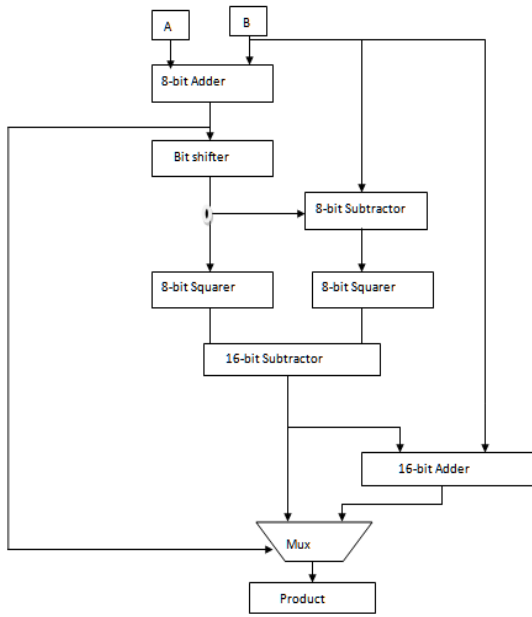 A
B
8-bit Adder
Bit shifter
8-bit Subtractor
8-bit Squarer
8-bit Squarer
16-bit Subtractor
16-bit Adder
Mux
Product